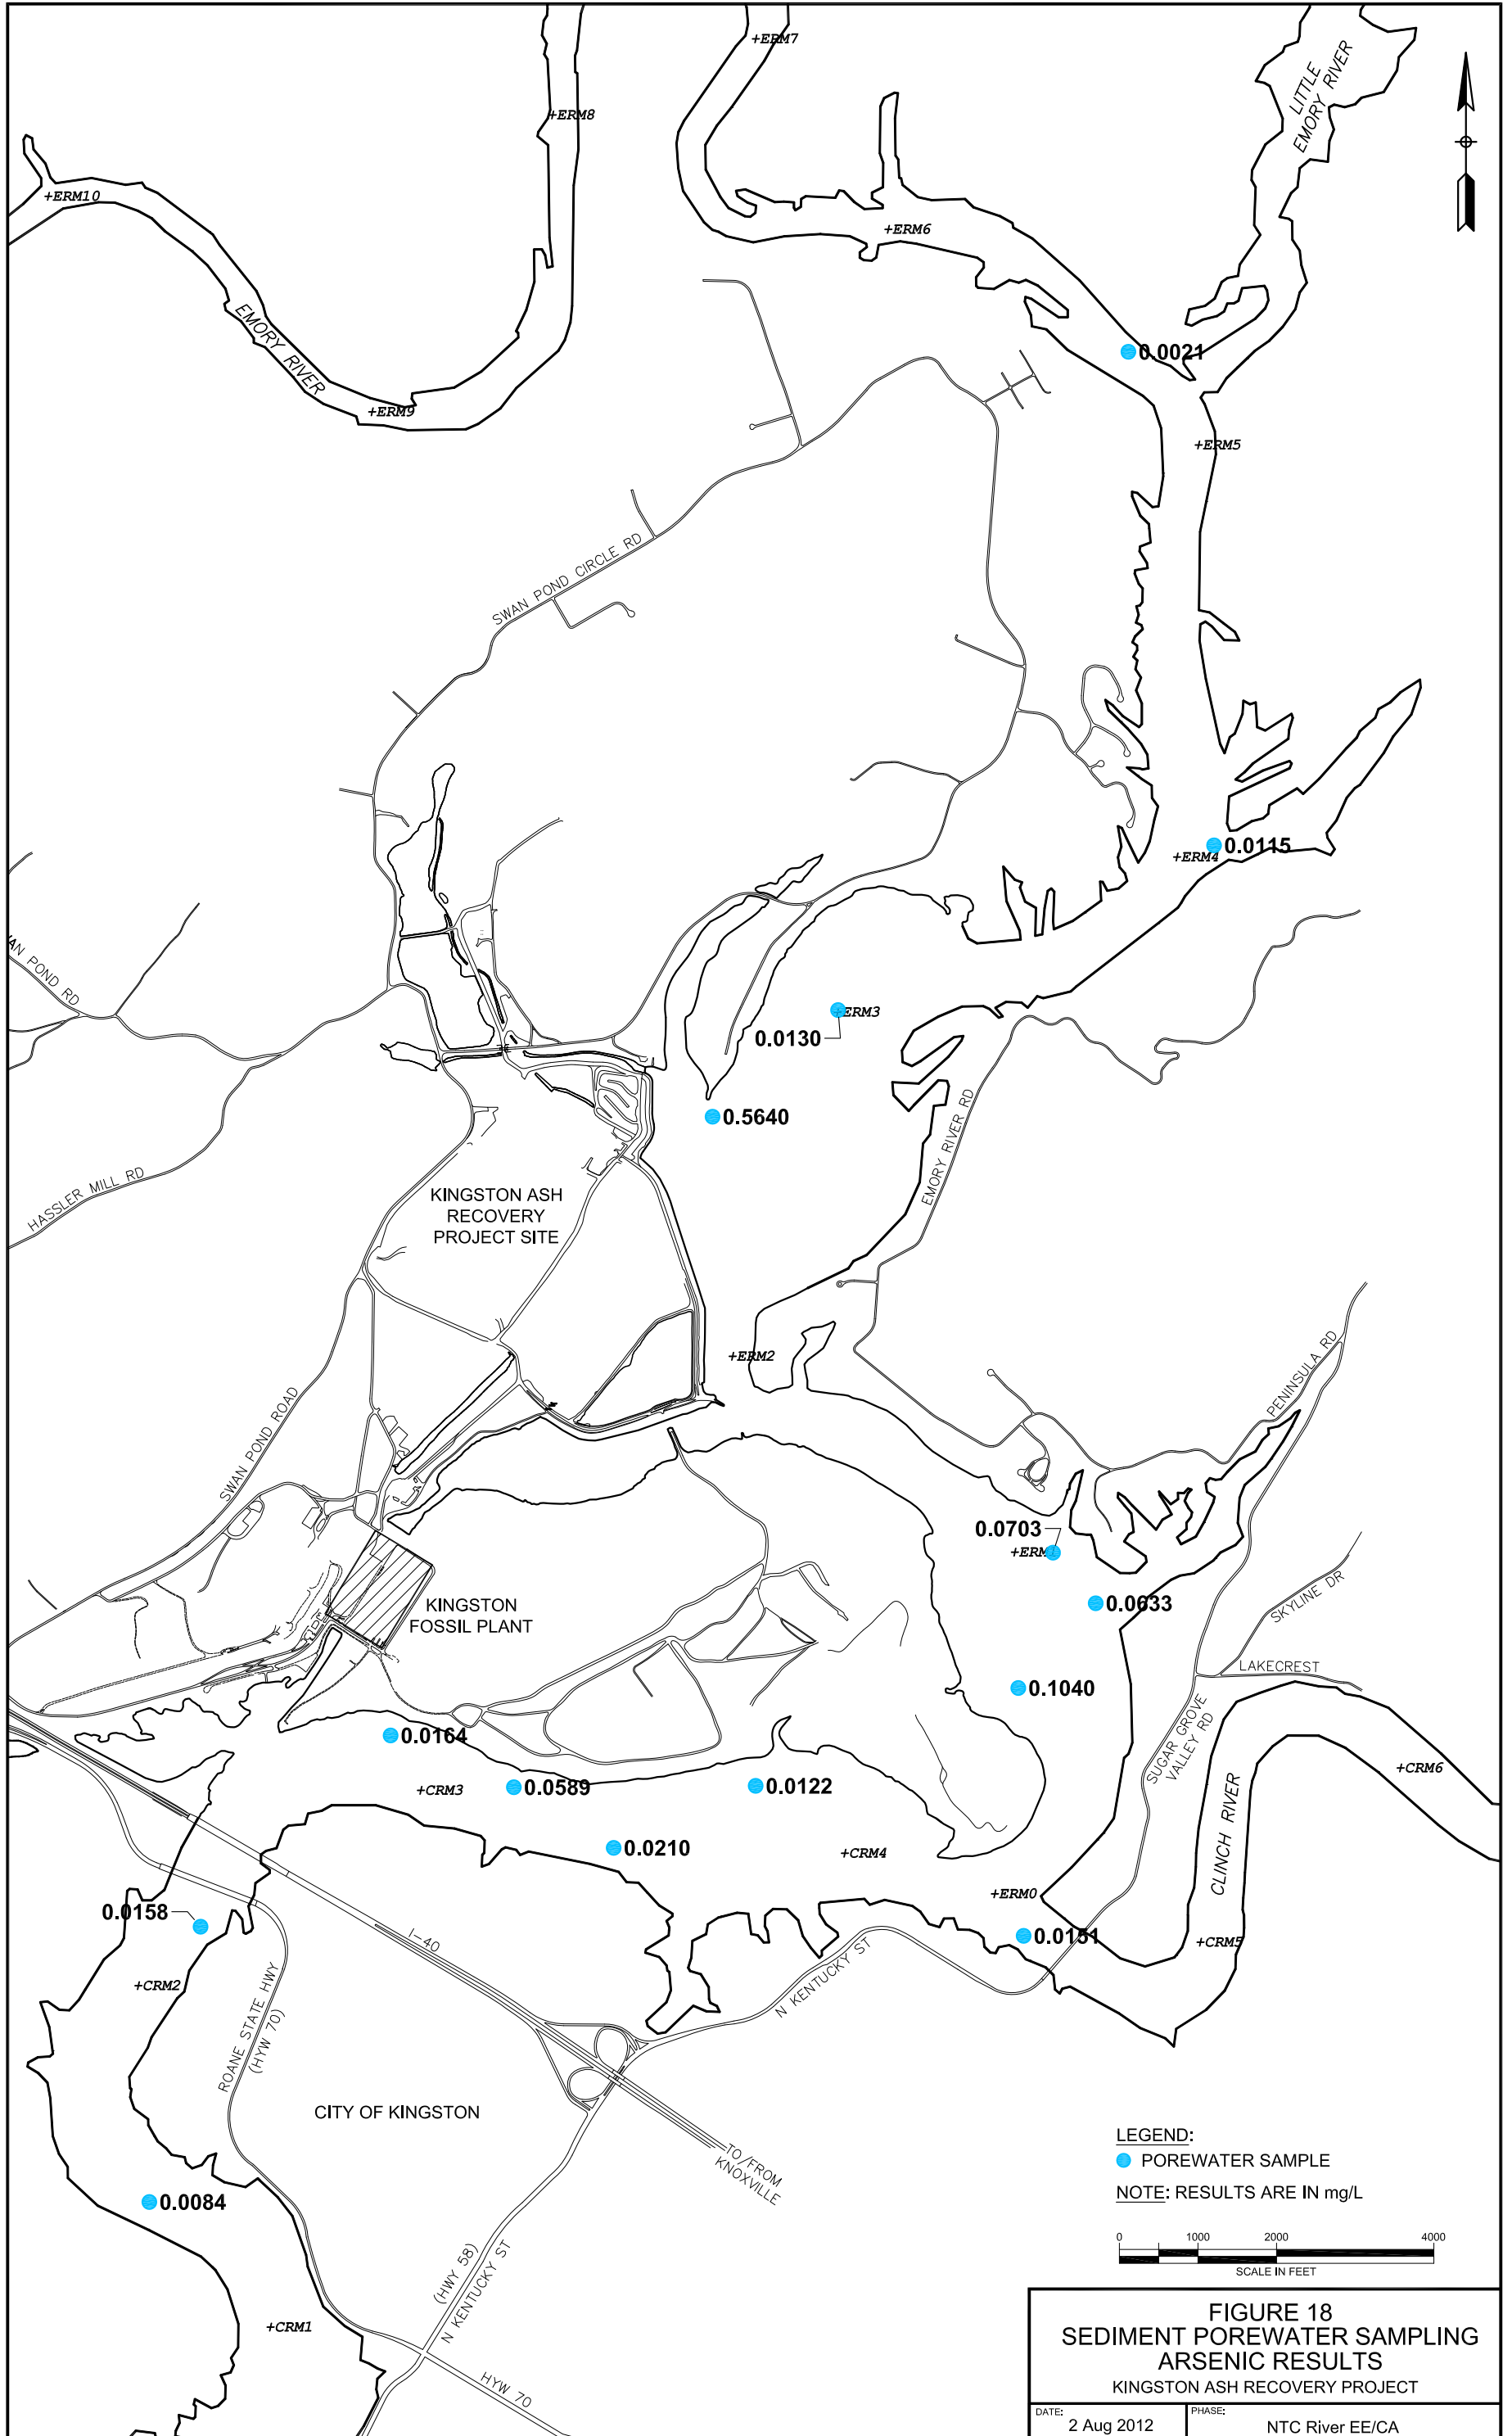 +ERM7
LITTLE
EMORY RIVER
+ERM8
+ERM10
+ERM6
EMORY RIVER
0.0021
+ERM9
+ERM5
SWAN POND CIRCLE RD
0.0115
+ERM4
POND RD
+ERM3
0.0130
0.5640
EMORY RIVER RD
HASSLER MILL RD
KINGSTON ASH
RECOVERY
PROJECT SITE
+ERM2
PENINSULA RD
SWAN POND ROAD
0.0703
+ERM1
KINGSTON
FOSSIL PLANT
0.0633
SKYLINE DR
LAKECREST
0.1040
SUGAR GROVE
VALLEY RD
0.0164
+CRM6
+CRM3
0.0589
0.0122
CLINCH RIVER
0.0210
+CRM4
+ERM0
0.0158
I-40
0.0151
+CRM5
N KENTUCKY ST
+CRM2
ROANE STATE HWY
(HYW 70)
CITY OF KINGSTON
TO/FROM
KNOXVILLE
LEGEND:
POREWATER SAMPLE
NOTE: RESULTS ARE IN mg/L
0.0084
0 1000 2000 4000
SCALE IN FEET
(HWY 58)
N KENTUCKY ST
+CRM1
HYW 70
FIGURE 18
SEDIMENT POREWATER SAMPLING
ARSENIC RESULTS
KINGSTON ASH RECOVERY PROJECT
DATE: 2 Aug 2012
PHASE: NTC River EE/CA